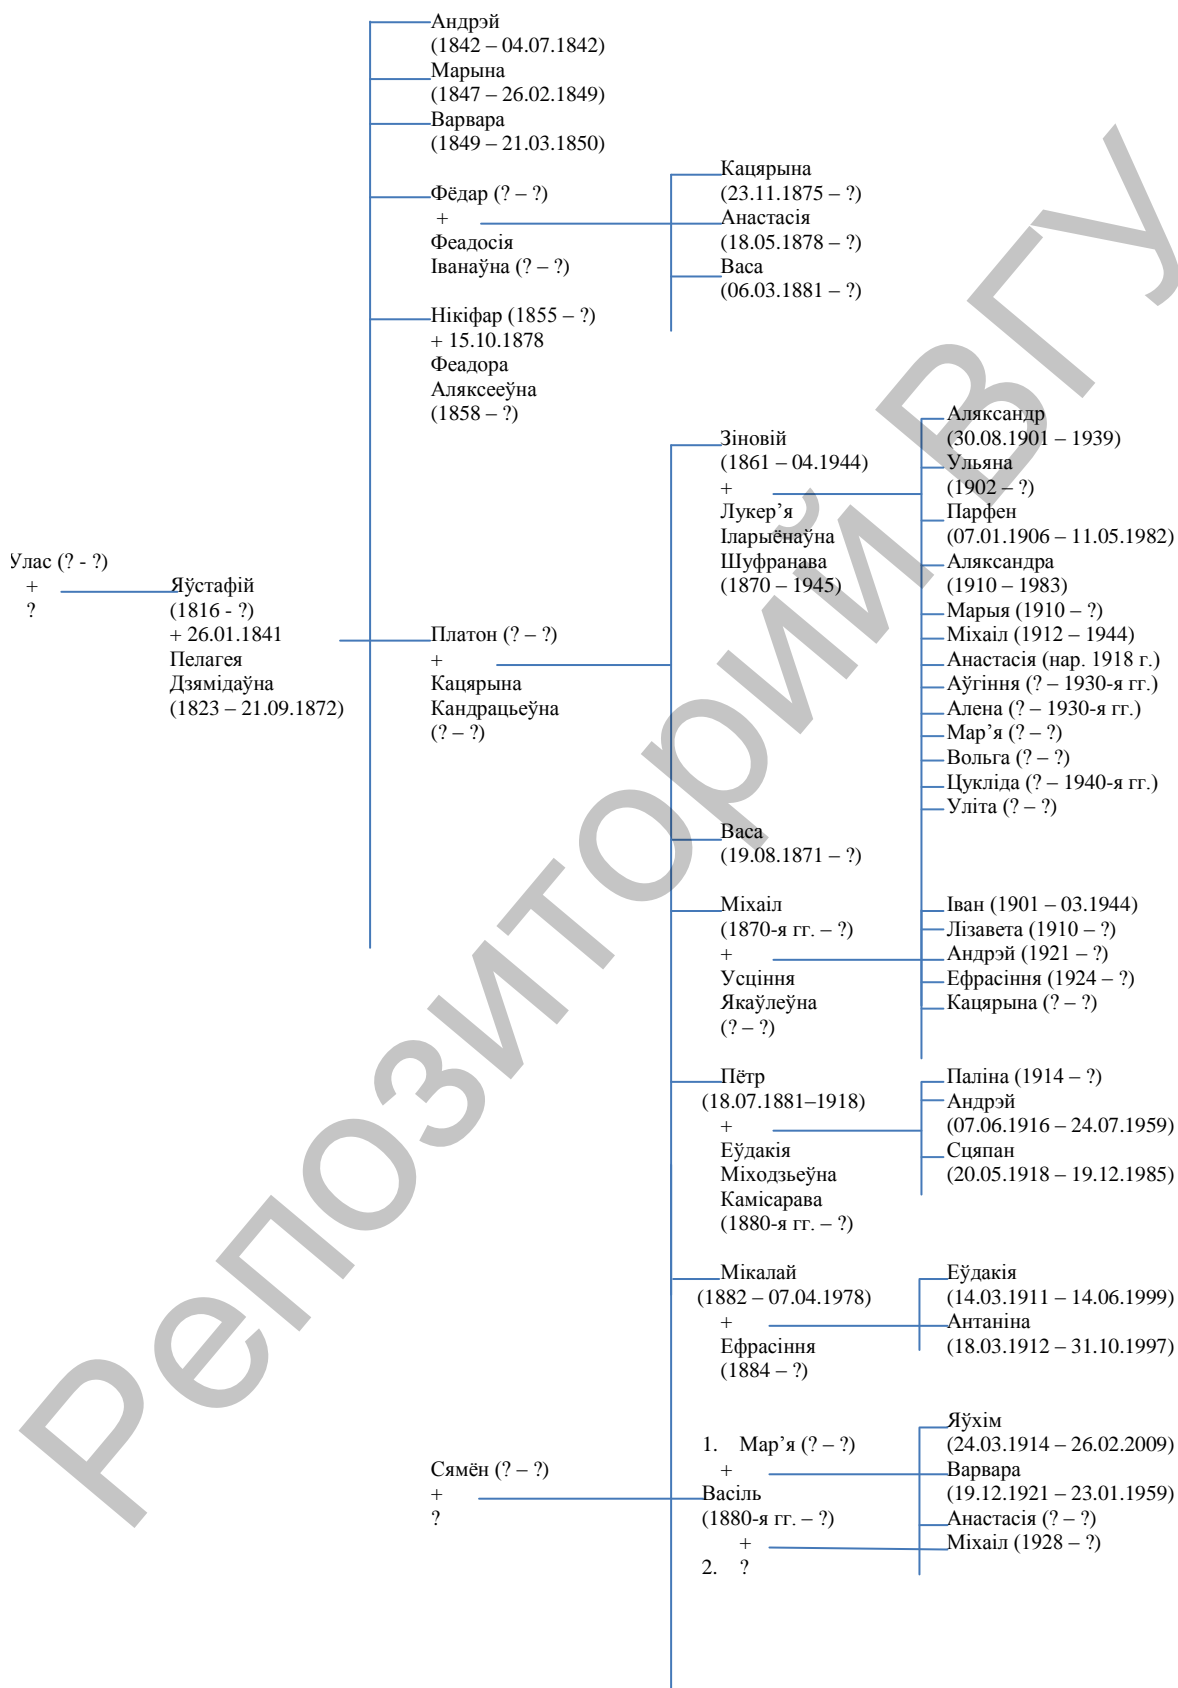 Андрэй
(1842 – 04.07.1842)
Марына
(1847 – 26.02.1849)
Варвара
(1849 – 21.03.1850)
Фёдар (? – ?)
+
Феадосія
Іванаўна (? – ?)
Нікіфар (1855 – ?)
+ 15.10.1878
Феадора
Аляксееўна
(1858 – ?)
Кацярына
(23.11.1875 – ?)
Анастасія
(18.05.1878 – ?)
Васа
(06.03.1881 – ?)
Улас (? - ?)
+
?
Яўстафій
(1816 - ?)
+ 26.01.1841
Пелагея
Дзямідаўна
(1823 – 21.09.1872)
Платон (? – ?)
+
Кацярына
Кандрацьеўна
(? – ?)
Зіновій
(1861 – 04.1944)
+
Лукер’я
Іларыёнаўна
Шуфранава
(1870 – 1945)
Аляксандр
(30.08.1901 – 1939)
Ульяна
(1902 – ?)
Парфен
(07.01.1906 – 11.05.1982)
Аляксандра
(1910 – 1983)
Марыя (1910 – ?)
Міхаіл (1912 – 1944)
Анастасія (нар. 1918 г.)
Аўгіння (? – 1930-я гг.)
Алена (? – 1930-я гг.)
Мар’я (? – ?)
Вольга (? – ?)
Цукліда (? – 1940-я гг.)
Уліта (? – ?)
Васа
(19.08.1871 – ?)
Міхаіл
(1870-я гг. – ?)
+
Усціння
Якаўлеўна
(? – ?)
Іван (1901 – 03.1944)
Лізавета (1910 – ?)
Андрэй (1921 – ?)
Ефрасіння (1924 – ?)
Кацярына (? – ?)
Пётр
(18.07.1881–1918)
+
Еўдакія
Міходзьеўна
Камісарава
(1880-я гг. – ?)
Паліна (1914 – ?)
Андрэй
(07.06.1916 – 24.07.1959)
Сцяпан
(20.05.1918 – 19.12.1985)
Мікалай
(1882 – 07.04.1978)
+
Ефрасіння
(1884 – ?)
Еўдакія
(14.03.1911 – 14.06.1999)
Антаніна
(18.03.1912 – 31.10.1997)
Сямён (? – ?)
+
?
1. Мар’я (? – ?)
+
Васіль
(1880-я гг. – ?)
+
2. ?
Яўхім
(24.03.1914 – 26.02.2009)
Варвара
(19.12.1921 – 23.01.1959)
Анастасія (? – ?)
Міхаіл (1928 – ?)
Репозиторий ВГУ